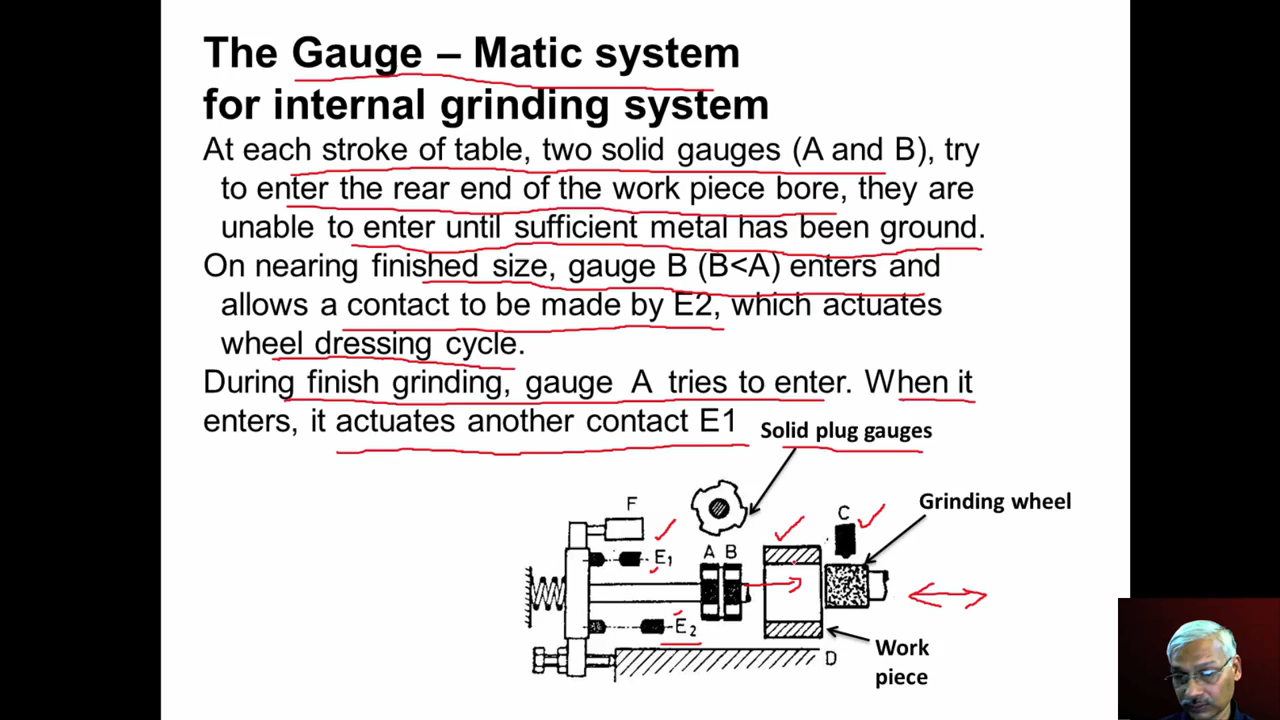 The Gauge – Matic system
for internal grinding system
At each stroke of table, two solid gauges (A and B), try
to enter the rear end of the work piece bore, they are
unable to enter until sufficient metal has been ground.
On nearing finished size, gauge B (B<A) enters and
allows a contact to be made by E2, which actuates
wheel dressing cycle.
During finish grinding, gauge A tries to enter. When it
enters, it actuates another contact E1
Solid plug gauges
Grinding wheel
F
C
E1
A B
E2
D
Work
piece